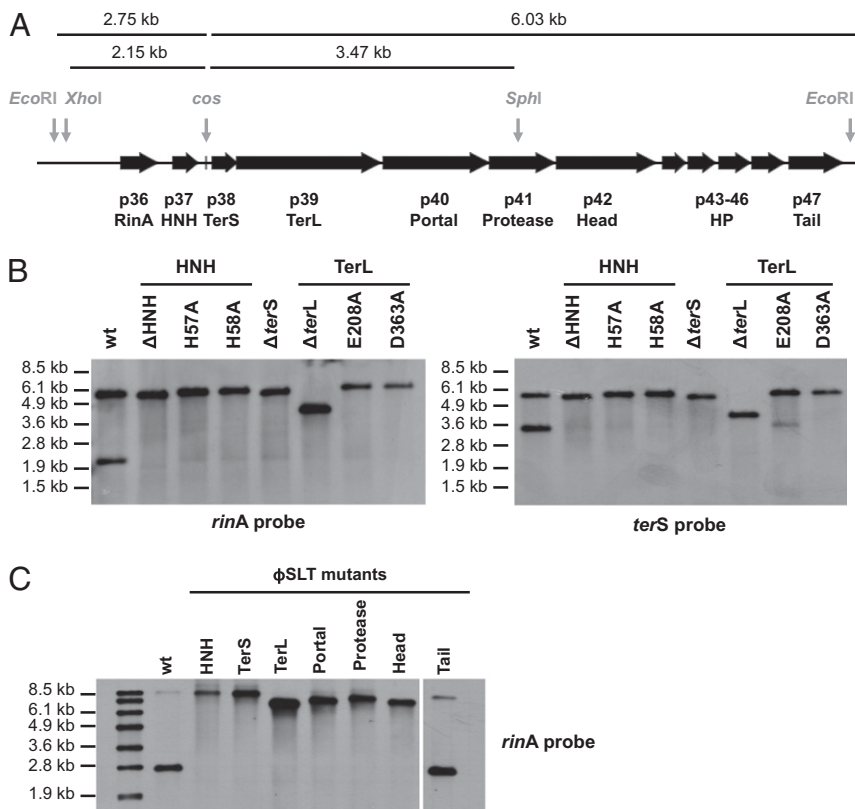 A
2.75 kb 6.03 kb
2.15 kb 3.47 kb
EcoRI XhoI cos SphI EcoRI
p36 p37 p38 p39 p40 p41 p42 p43-46 p47
RinA HNH TerS TerL Portal Protease Head HP Tail
B
HNH TerL
wt ΔHNH H57A H58A ΔterS ΔterL E208A D363A
8.5 kb
6.1 kb
4.9 kb
3.6 kb
2.8 kb
1.9 kb
1.5 kb
rinA probe
HNH TerL
wt ΔHNH H57A H58A ΔterS ΔterL E208A D363A
8.5 kb
6.1 kb
4.9 kb
3.6 kb
2.8 kb
1.9 kb
1.5 kb
terS probe
C
ϕSLT mutants
wt HNH TerS TerL Portal Protease Head Tail
8.5 kb
6.1 kb
4.9 kb
3.6 kb
2.8 kb
1.9 kb
rinA probe